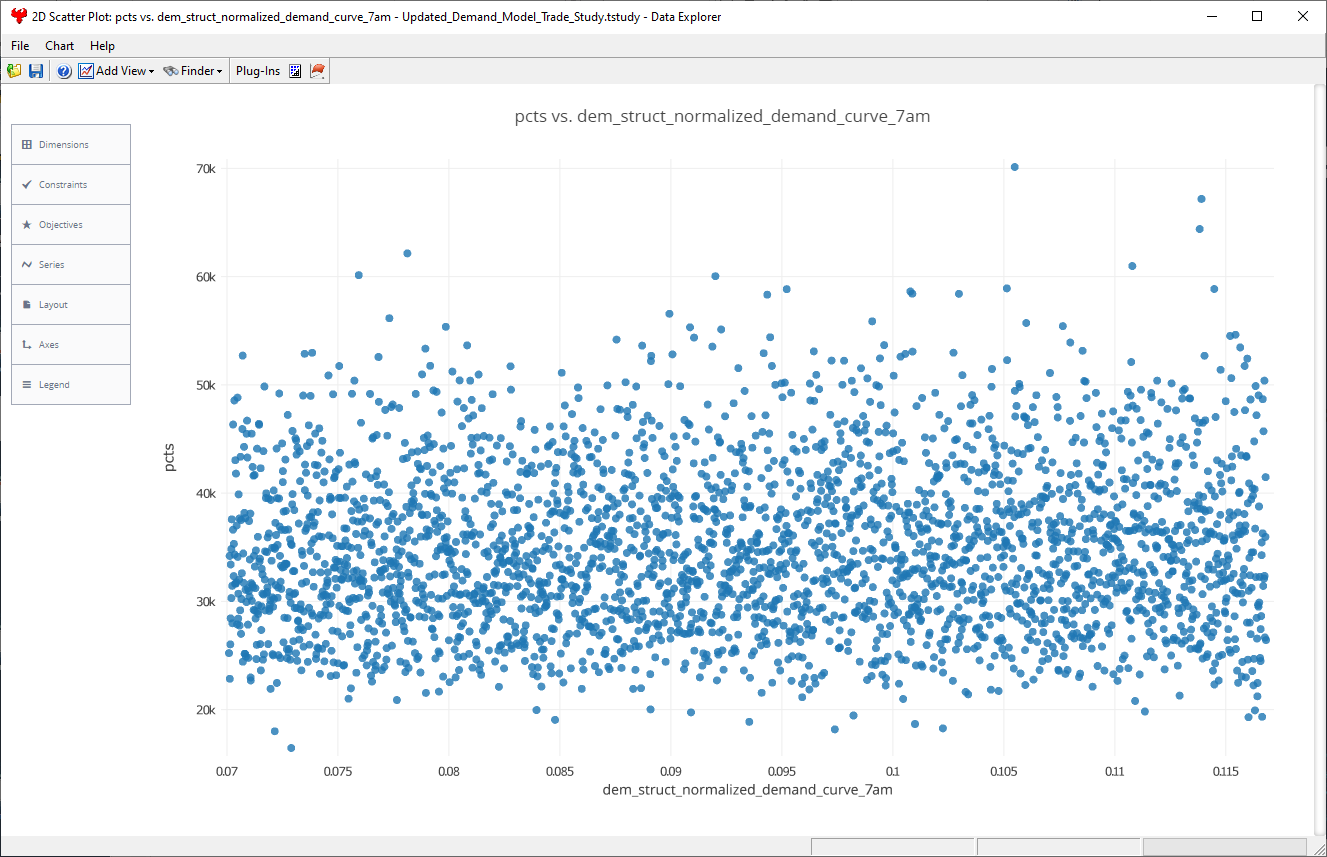 2D Scatter Plot: pcts vs. dem_struct_normalized_demand_curve_7am - Updated_Demand_Model_Trade_Study.tstudy - Data Explorer
File Chart Help
Add View Finder Plug-Ins
pcts vs. dem_struct_normalized_demand_curve_7am
Dimensions
Constraints
Objectives
Series
Layout
Axes
Legend
70k
60k
50k
40k
30k
20k
pcts
0.07 0.075 0.08 0.085 0.09 0.095 0.1 0.105 0.11 0.115
dem_struct_normalized_demand_curve_7am